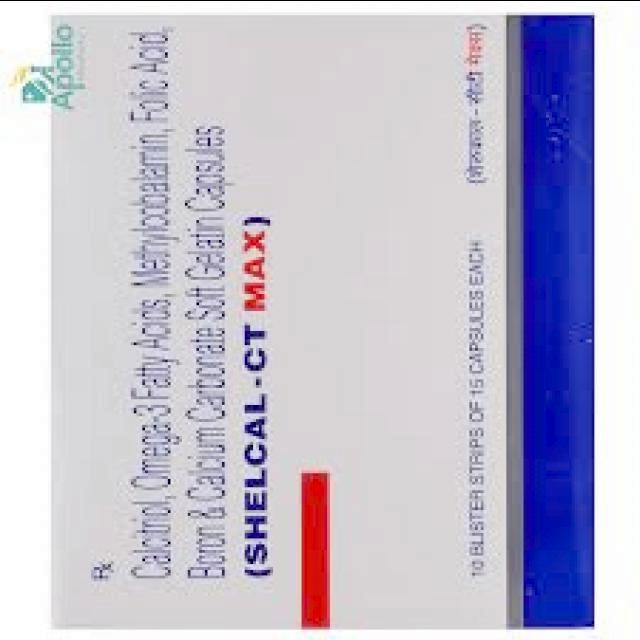 Apollo
Rx
Calcitriol, Omega-3 Fatty Acids, Methylcobalamin, Folic Acid,
Boron & Calcium Carbonate Soft Gelatin Capsules
(SHELCAL-CT MAX)
10 BLISTER STRIPS OF 15 CAPSULES EACH
(शेलकाल - सीटी मैक्स)